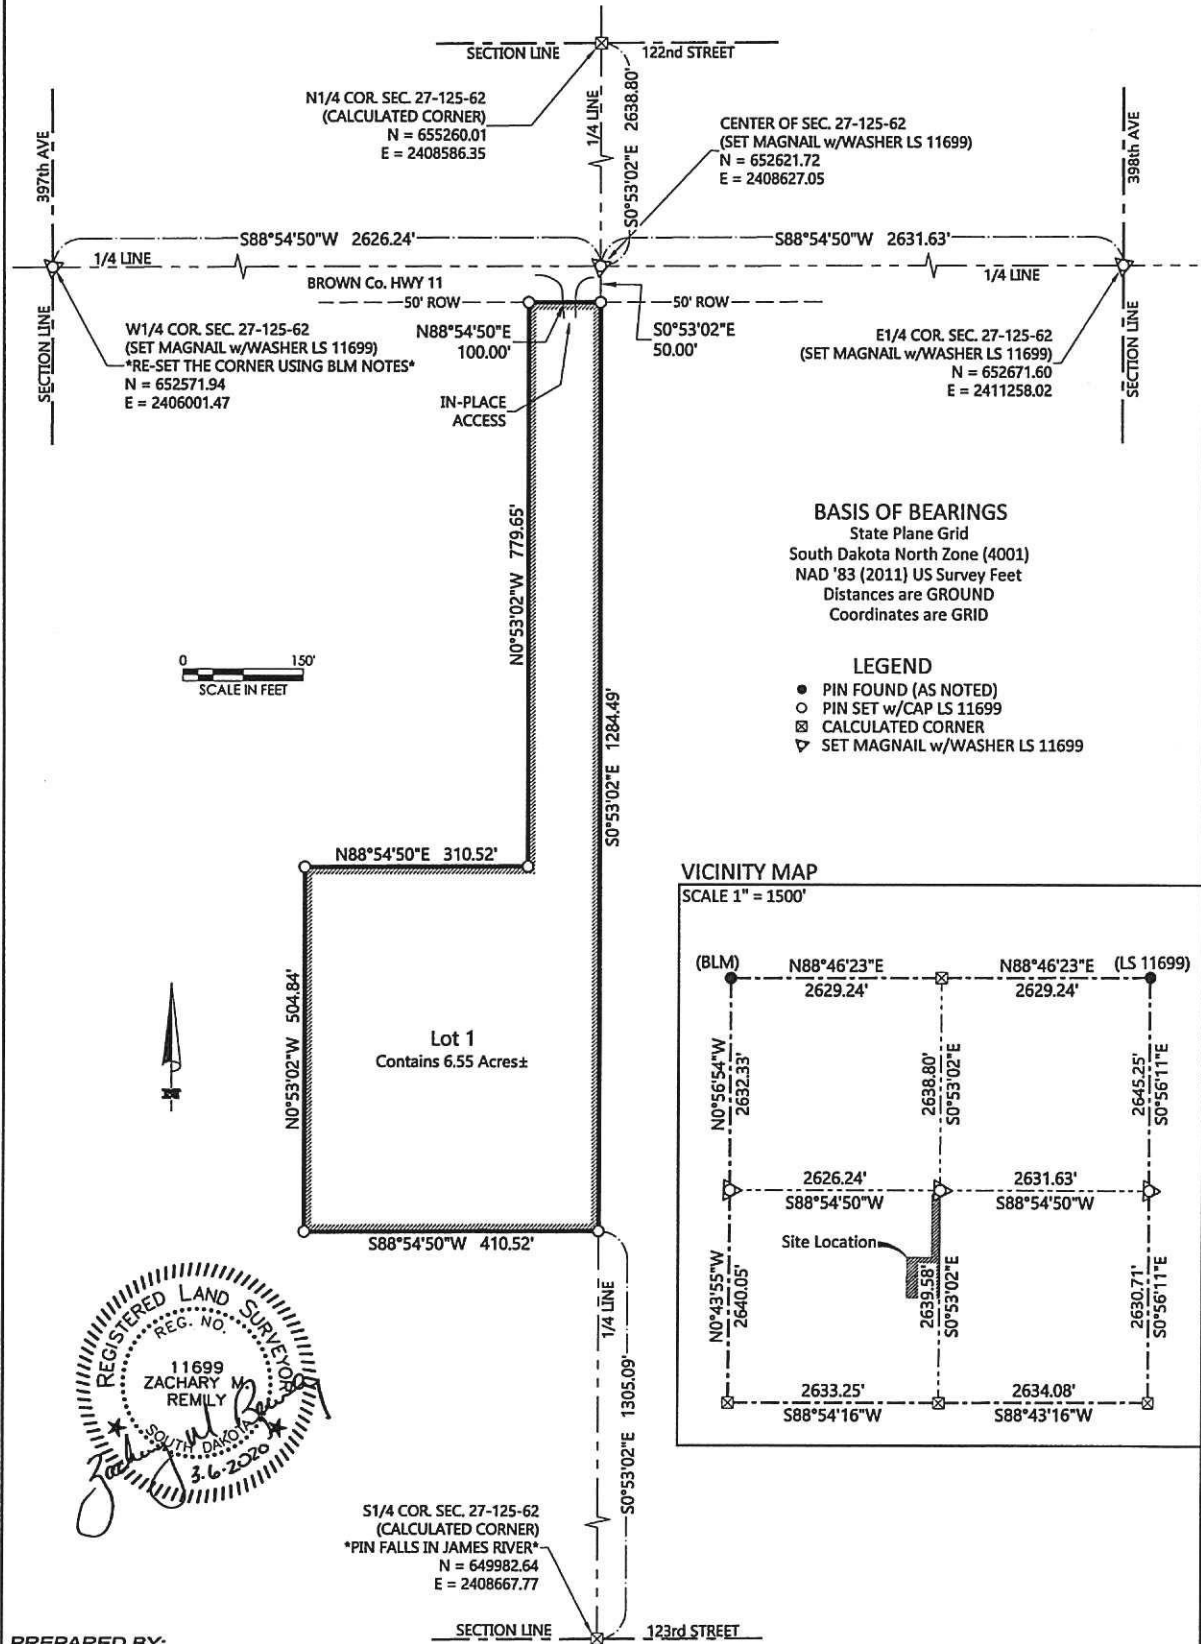 SECTION LINE
122nd STREET
N1/4 COR. SEC. 27-125-62
(CALCULATED CORNER)
N = 655260.01
E = 2408586.35
1/4 LINE
S0°53'02"E 2638.80'
CENTER OF SEC. 27-125-62
(SET MAGNAIL w/WASHER LS 11699)
N = 652621.72
E = 2408627.05
397th AVE
398th AVE
S88°54'50"W 2626.24'
S88°54'50"W 2631.63'
1/4 LINE
1/4 LINE
BROWN Co. HWY 11
50' ROW
50' ROW
N88°54'50"E
100.00'
S0°53'02"E
50.00'
SECTION LINE
W1/4 COR. SEC. 27-125-62
(SET MAGNAIL w/WASHER LS 11699)
*RE-SET THE CORNER USING BLM NOTES*
N = 652571.94
E = 2406001.47
E1/4 COR. SEC. 27-125-62
(SET MAGNAIL w/WASHER LS 11699)
N = 652671.60
E = 2411258.02
SECTION LINE
IN-PLACE
ACCESS
N0°53'02"W 779.65'
BASIS OF BEARINGS
State Plane Grid
South Dakota North Zone (4001)
NAD '83 (2011) US Survey Feet
Distances are GROUND
Coordinates are GRID
0 150'
SCALE IN FEET
LEGEND
PIN FOUND (AS NOTED)
PIN SET w/CAP LS 11699
CALCULATED CORNER
SET MAGNAIL w/WASHER LS 11699
S0°53'02"E 1284.49'
N88°54'50"E 310.52'
N0°53'02"W 504.84'
Lot 1
Contains 6.55 Acres±
S88°54'50"W 410.52'
VICINITY MAP
SCALE 1" = 1500'
(BLM)
N88°46'23"E
2629.24'
N88°46'23"E
2629.24'
(LS 11699)
N0°56'54"W
2632.33'
2638.80'
S0°53'02"E
2645.25'
S0°56'11"E
2626.24'
S88°54'50"W
2631.63'
S88°54'50"W
Site Location
N0°43'55"W
2640.05'
2639.58'
S0°53'02"E
2630.71'
S0°56'11"E
2633.25'
S88°54'16"W
2634.08'
S88°43'16"W
REGISTERED LAND SURVEYOR
REG. NO.
11699
ZACHARY M.
REMILY
SOUTH DAKOTA
3-6-2020
1/4 LINE
S0°53'02"E 1305.09'
S1/4 COR. SEC. 27-125-62
(CALCULATED CORNER)
*PIN FALLS IN JAMES RIVER*
N = 649982.64
E = 2408667.77
SECTION LINE
123rd STREET
PREPARED BY: